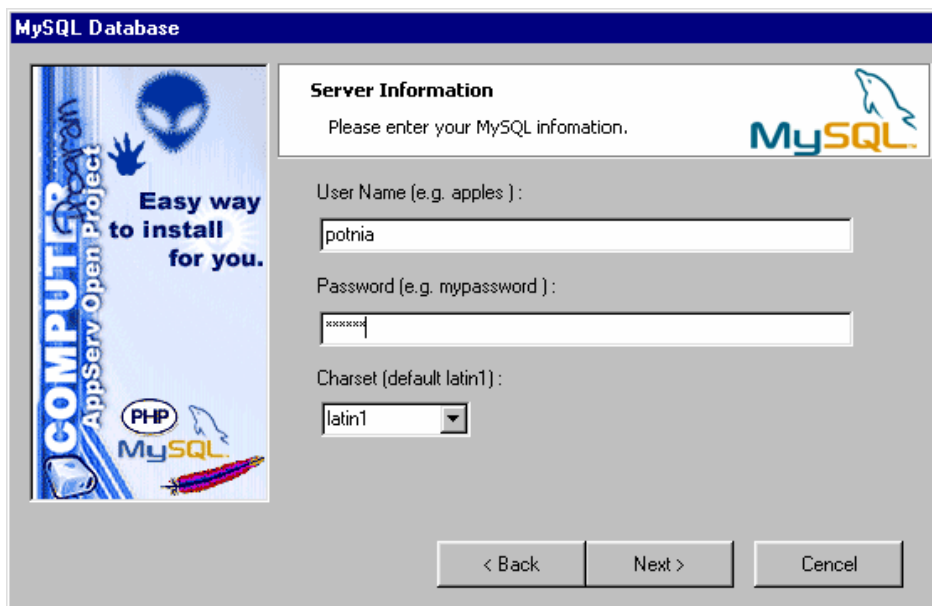 MySQL Database
COMPUTER
Program
AppServ Open Project
Easy way
to install
for you.
PHP
MySQL
Server Information
Please enter your MySQL infomation.
MySQL
User Name (e.g. apples ) :
potnia
Password (e.g. mypassword ) :
******
Charset (default latin1) :
latin1
< Back
Next >
Cencel